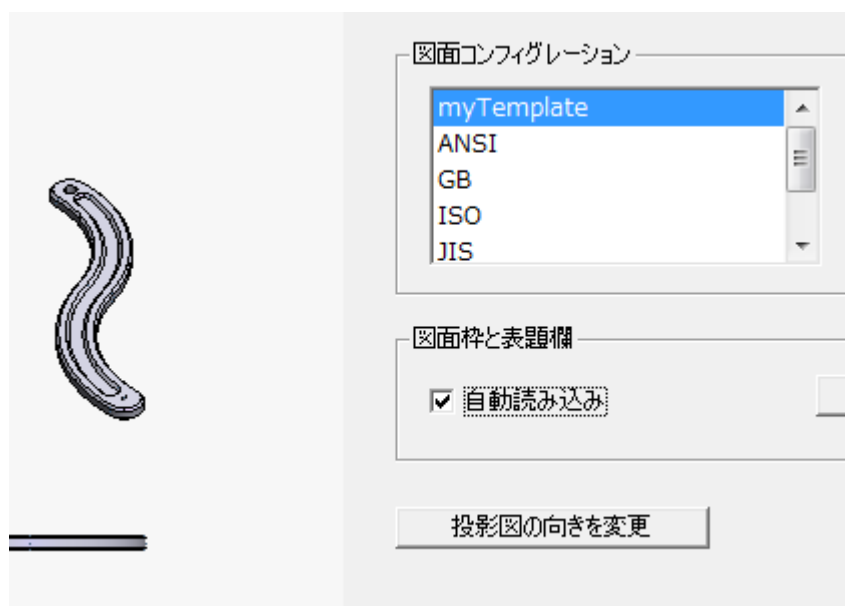 図面コンフィグレーション
myTemplate
ANSI
GB
ISO
JIS
図面枠と表題欄
自動読み込み
投影図の向きを変更